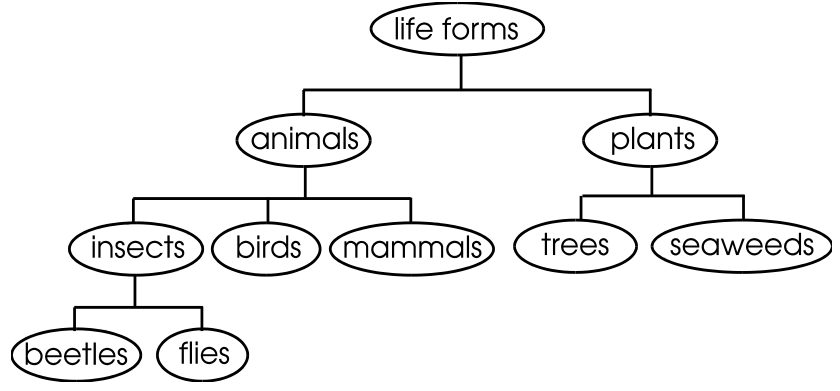 life forms
animals
plants
insects
birds
mammals
trees
seaweeds
beetles
flies